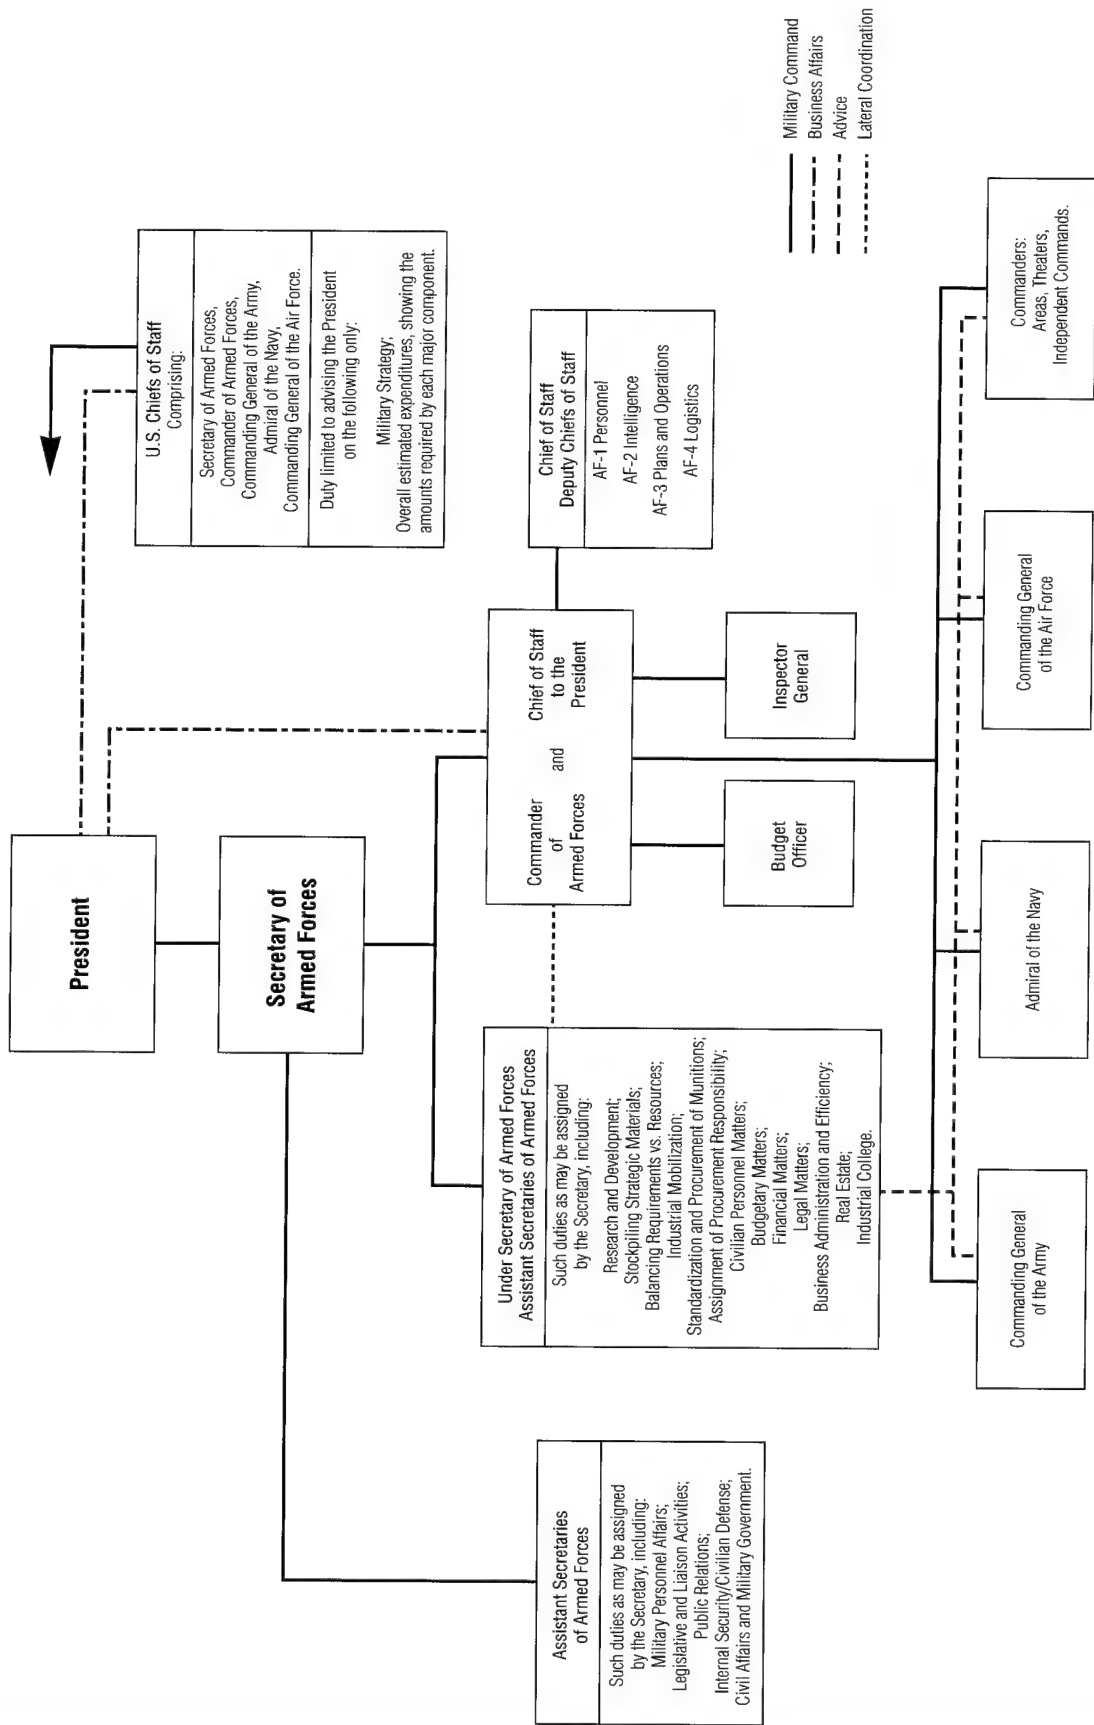 President
Secretary of
Armed Forces
U.S. Chiefs of Staff
Comprising:
Secretary of Armed Forces,
Commander of Armed Forces,
Commanding General of the Army,
Admiral of the Navy,
Commanding General of the Air Force.
Duty limited to advising the President
on the following only:
Military Strategy;
Overall estimated expenditures, showing the
amounts required by each major component.
Assistant Secretaries
of Armed Forces
Such duties as may be assigned
by the Secretary, including:
Military Personnel Affairs;
Legislative and Liaison Activities;
Public Relations;
Internal Security/Civilian Defense;
Civil Affairs and Military Government.
Under Secretary of Armed Forces
Assistant Secretaries of Armed Forces
Such duties as may be assigned
by the Secretary, including:
Research and Development;
Stockpiling Strategic Materials;
Balancing Requirements vs. Resources;
Industrial Mobilization;
Standardization and Procurement of Munitions;
Assignment of Procurement Responsibility;
Civilian Personnel Matters;
Budgetary Matters;
Financial Matters;
Legal Matters;
Business Administration and Efficiency;
Real Estate;
Industrial College.
Commander
of
Armed Forces
and
Chief of Staff
to the
President
Chief of Staff
Deputy Chiefs of Staff
AF-1 Personnel
AF-2 Intelligence
AF-3 Plans and Operations
AF-4 Logistics
Budget
Officer
Inspector
General
Commanding General
of the Army
Admiral of the Navy
Commanding General
of the Air Force
Commanders:
Areas, Theaters,
Independent Commands.
Military Command
Business Affairs
Advice
Lateral Coordination